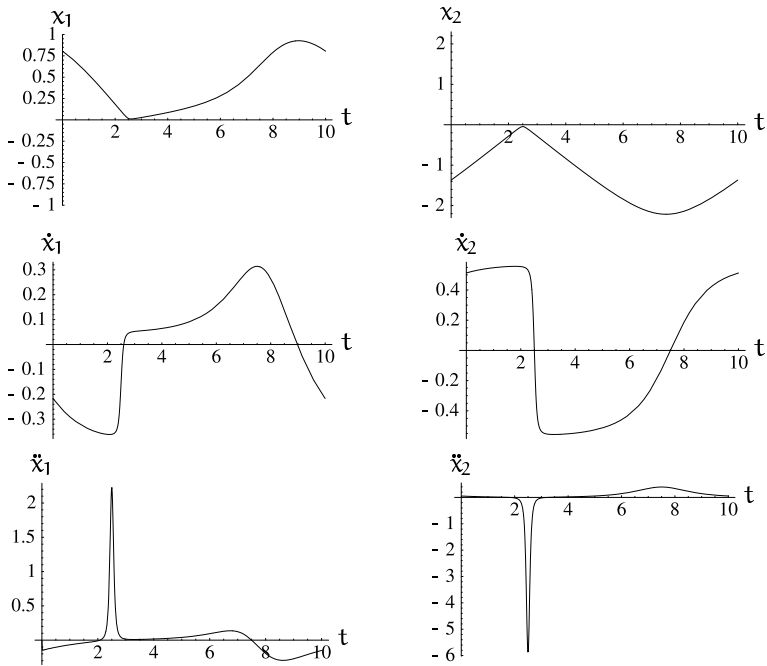 x₁
1
0.75
0.5
0.25
2 4 6 8 10 t
- 0.25
- 0.5
- 0.75
- 1
x₂
2
1
2 4 6 8 10 t
- 1
- 2
ẋ₁
0.3
0.2
0.1
2 4 6 8 10 t
- 0.1
- 0.2
- 0.3
ẋ₂
0.4
0.2
2 4 6 8 10 t
- 0.2
- 0.4
ẍ₁
2
1.5
1
0.5
2 4 6 8 10 t
ẍ₂
2 4 6 8 10 t
- 1
- 2
- 3
- 4
- 5
- 6